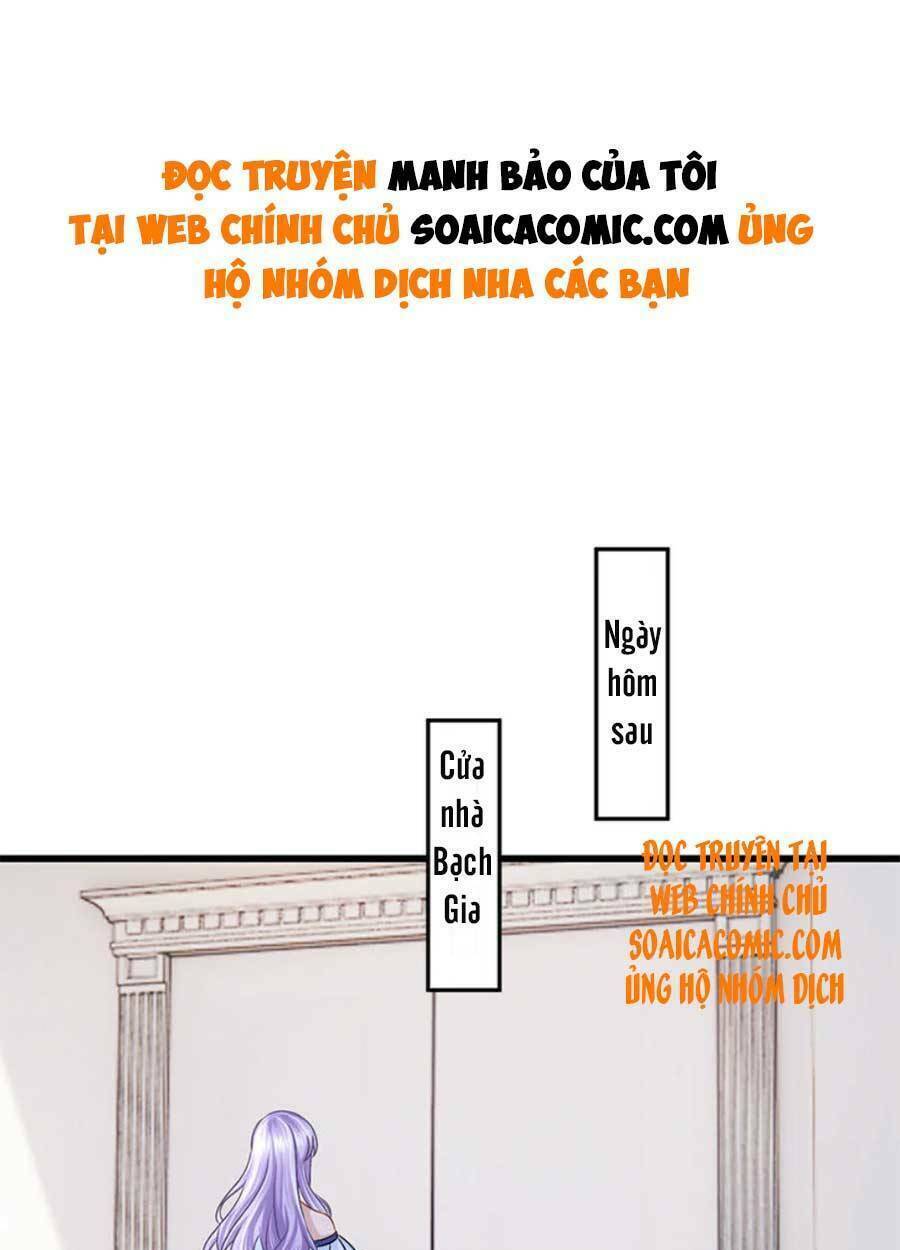 ĐỌC TRUYỆN MANH BẢO CỦA TÔI
TẠI WEB CHÍNH CHỦ SOAICACOMIC.COM ỦNG
HỘ NHÓM DỊCH NHA CÁC BẠN
Ngày
hôm
sau
Cửa
nhà
Bạch
Gia
ĐỌC TRUYỆN TẠI
WEB CHÍNH CHỦ
SOAICACOMIC.COM
ỦNG HỘ NHÓM DỊCH